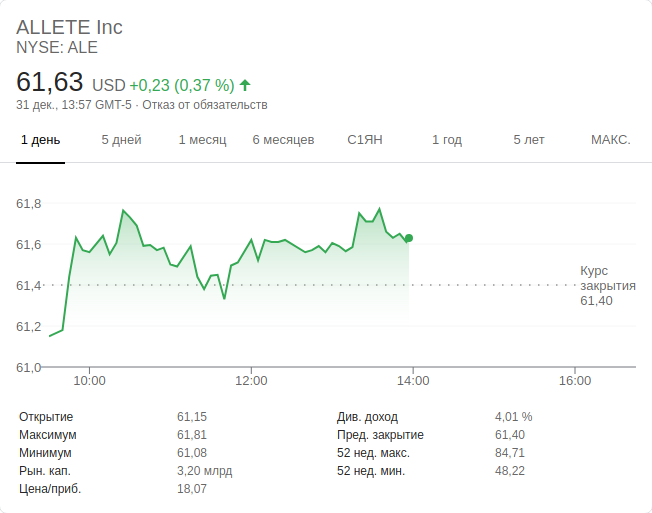 ALLETE Inc
NYSE: ALE
61,63 USD +0,23 (0,37 %)
31 дек., 13:57 GMT-5 · Отказ от обязательств
1 день 5 дней 1 месяц 6 месяцев С1ЯН 1 год 5 лет МАКС.
61,8
61,6
61,4
61,2
61,0
Курс
закрытия
61,40
10:00 12:00 14:00 16:00
Открытие 61,15 Див. доход 4,01 %
Максимум 61,81 Пред. закрытие 61,40
Минимум 61,08 52 нед. макс. 84,71
Рын. кап. 3,20 млрд 52 нед. мин. 48,22
Цена/приб. 18,07